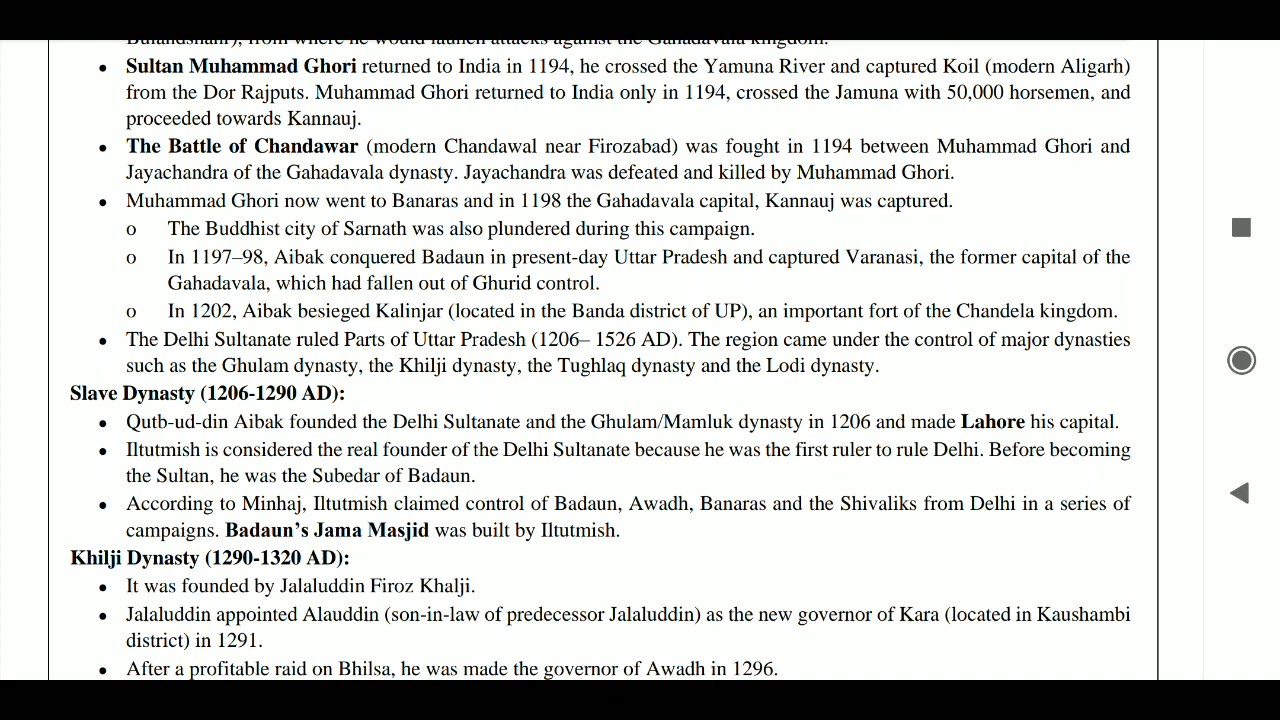 Bulandshahr), from where he would launch attacks against the Gahadavala kingdom.
• Sultan Muhammad Ghori returned to India in 1194, he crossed the Yamuna River and captured Koil (modern Aligarh)
from the Dor Rajputs. Muhammad Ghori returned to India only in 1194, crossed the Jamuna with 50,000 horsemen, and
proceeded towards Kannauj.
• The Battle of Chandawar (modern Chandawal near Firozabad) was fought in 1194 between Muhammad Ghori and
Jayachandra of the Gahadavala dynasty. Jayachandra was defeated and killed by Muhammad Ghori.
• Muhammad Ghori now went to Banaras and in 1198 the Gahadavala capital, Kannauj was captured.
o The Buddhist city of Sarnath was also plundered during this campaign.
o In 1197–98, Aibak conquered Badaun in present-day Uttar Pradesh and captured Varanasi, the former capital of the
Gahadavala, which had fallen out of Ghurid control.
o In 1202, Aibak besieged Kalinjar (located in the Banda district of UP), an important fort of the Chandela kingdom.
• The Delhi Sultanate ruled Parts of Uttar Pradesh (1206– 1526 AD). The region came under the control of major dynasties
such as the Ghulam dynasty, the Khilji dynasty, the Tughlaq dynasty and the Lodi dynasty.
Slave Dynasty (1206-1290 AD):
• Qutb-ud-din Aibak founded the Delhi Sultanate and the Ghulam/Mamluk dynasty in 1206 and made Lahore his capital.
• Iltutmish is considered the real founder of the Delhi Sultanate because he was the first ruler to rule Delhi. Before becoming
the Sultan, he was the Subedar of Badaun.
• According to Minhaj, Iltutmish claimed control of Badaun, Awadh, Banaras and the Shivaliks from Delhi in a series of
campaigns. Badaun’s Jama Masjid was built by Iltutmish.
Khilji Dynasty (1290-1320 AD):
• It was founded by Jalaluddin Firoz Khalji.
• Jalaluddin appointed Alauddin (son-in-law of predecessor Jalaluddin) as the new governor of Kara (located in Kaushambi
district) in 1291.
• After a profitable raid on Bhilsa, he was made the governor of Awadh in 1296.